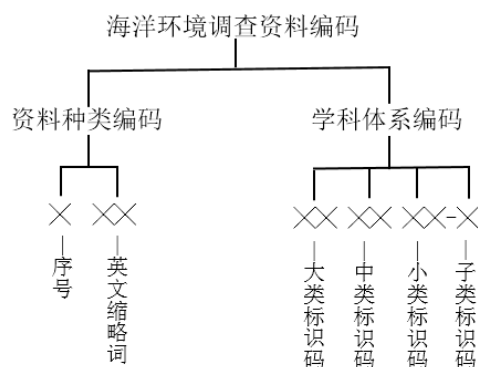 海洋环境调查资料编码
资料种类编码
学科体系编码
× ××
×× ×× ××-×
序号
英文缩略词
大类标识码
中类标识码
小类标识码
子类标识码